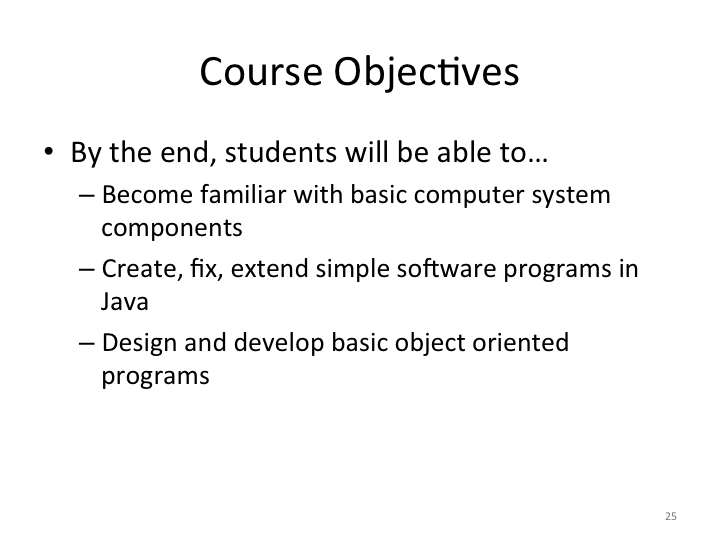 Course Objectives
• By the end, students will be able to…
– Become familiar with basic computer system
components
– Create, fix, extend simple software programs in
Java
– Design and develop basic object oriented
programs
25